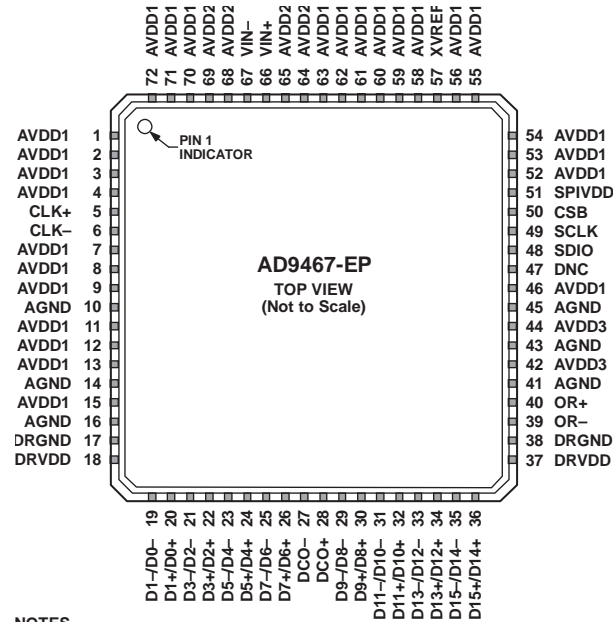 72 AVDD1
71 AVDD1
70 AVDD1
69 AVDD2
68 AVDD2
67 VIN–
66 VIN+
65 AVDD2
64 AVDD2
63 AVDD1
62 AVDD1
61 AVDD1
60 AVDD1
59 AVDD1
58 AVDD1
57 XVREF
56 AVDD1
55 AVDD1
AVDD1 1
AVDD1 2
AVDD1 3
AVDD1 4
CLK+ 5
CLK– 6
AVDD1 7
AVDD1 8
AVDD1 9
AGND 10
AVDD1 11
AVDD1 12
AVDD1 13
AGND 14
AVDD1 15
AGND 16
DRGND 17
DRVDD 18
PIN 1
INDICATOR
AD9467-EP
TOP VIEW
(Not to Scale)
54 AVDD1
53 AVDD1
52 AVDD1
51 SPIVDD
50 CSB
49 SCLK
48 SDIO
47 DNC
46 AVDD1
45 AGND
44 AVDD3
43 AGND
42 AVDD3
41 AGND
40 OR+
39 OR–
38 DRGND
37 DRVDD
D1–/D0– 19
D1+/D0+ 20
D3–/D2– 21
D3+/D2+ 22
D5–/D4– 23
D5+/D4+ 24
D7–/D6– 25
D7+/D6+ 26
DCO– 27
DCO+ 28
D9–/D8– 29
D9+/D8+ 30
D11–/D10– 31
D11+/D10+ 32
D13–/D12– 33
D13+/D12+ 34
D15–/D14– 35
D15+/D14+ 36
NOTES